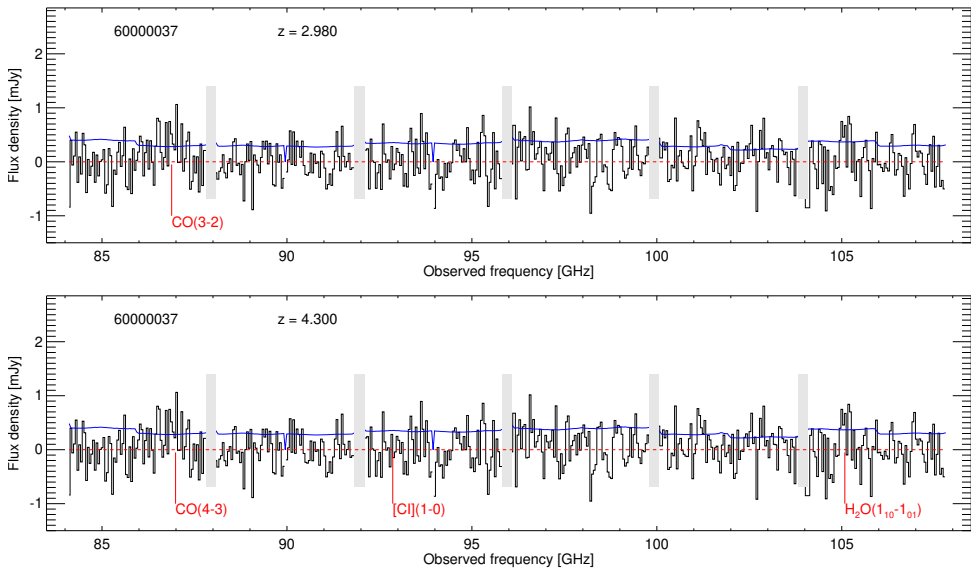 60000037 z = 2.980
2
1
0
-1
Flux density [mJy]
CO(3-2)
85 90 95 100 105
Observed frequency [GHz]
60000037 z = 4.300
2
1
0
-1
Flux density [mJy]
CO(4-3) [CI](1-0) H₂O(1₁₀-1₀₁)
85 90 95 100 105
Observed frequency [GHz]